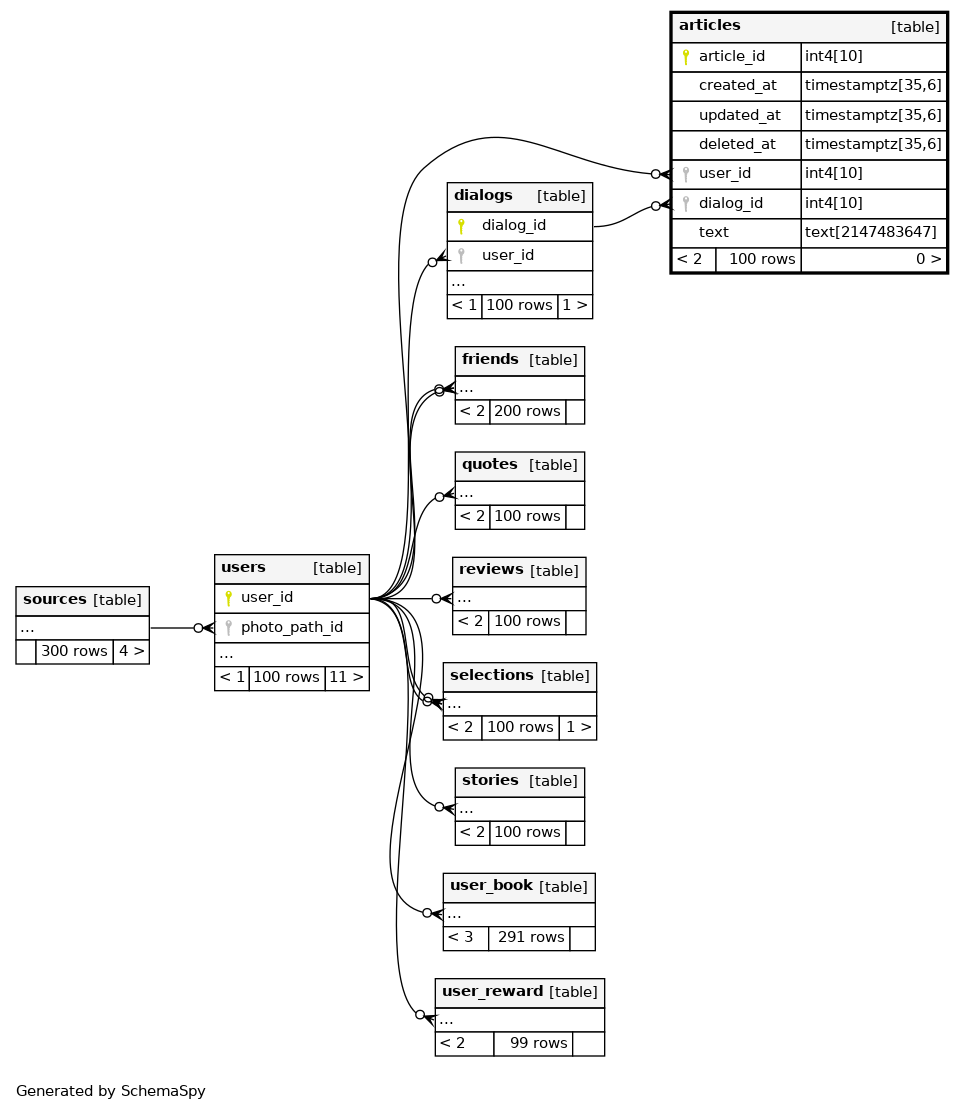 articles [table]
article_id int4[10]
created_at timestamptz[35,6]
updated_at timestamptz[35,6]
deleted_at timestamptz[35,6]
user_id int4[10]
dialog_id int4[10]
text text[2147483647]
< 2 100 rows 0 >
dialogs [table]
dialog_id
user_id
...
< 1 100 rows 1 >
friends [table]
...
< 2 200 rows
quotes [table]
...
< 2 100 rows
reviews [table]
...
< 2 100 rows
sources [table]
...
300 rows 4 >
users [table]
user_id
photo_path_id
...
< 1 100 rows 11 >
selections [table]
...
< 2 100 rows 1 >
stories [table]
...
< 2 100 rows
user_book [table]
...
< 3 291 rows
user_reward [table]
...
< 2 99 rows
Generated by SchemaSpy